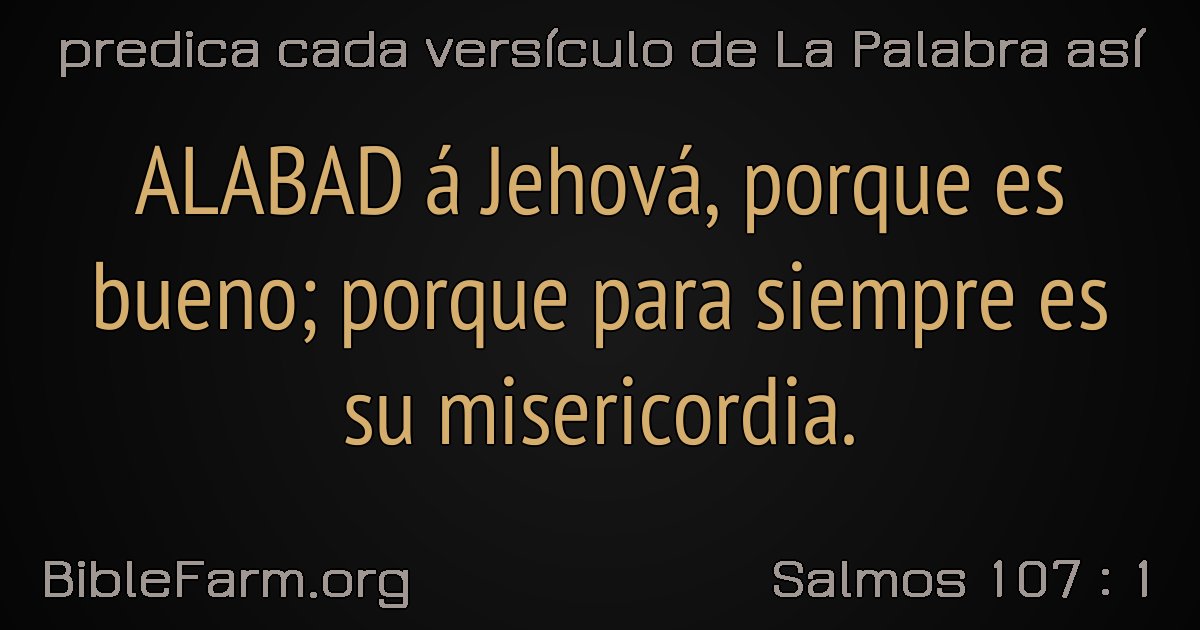 predica cada versículo de La Palabra así
ALABAD á Jehová, porque es
bueno; porque para siempre es
su misericordia.
BibleFarm.org
Salmos 107 : 1